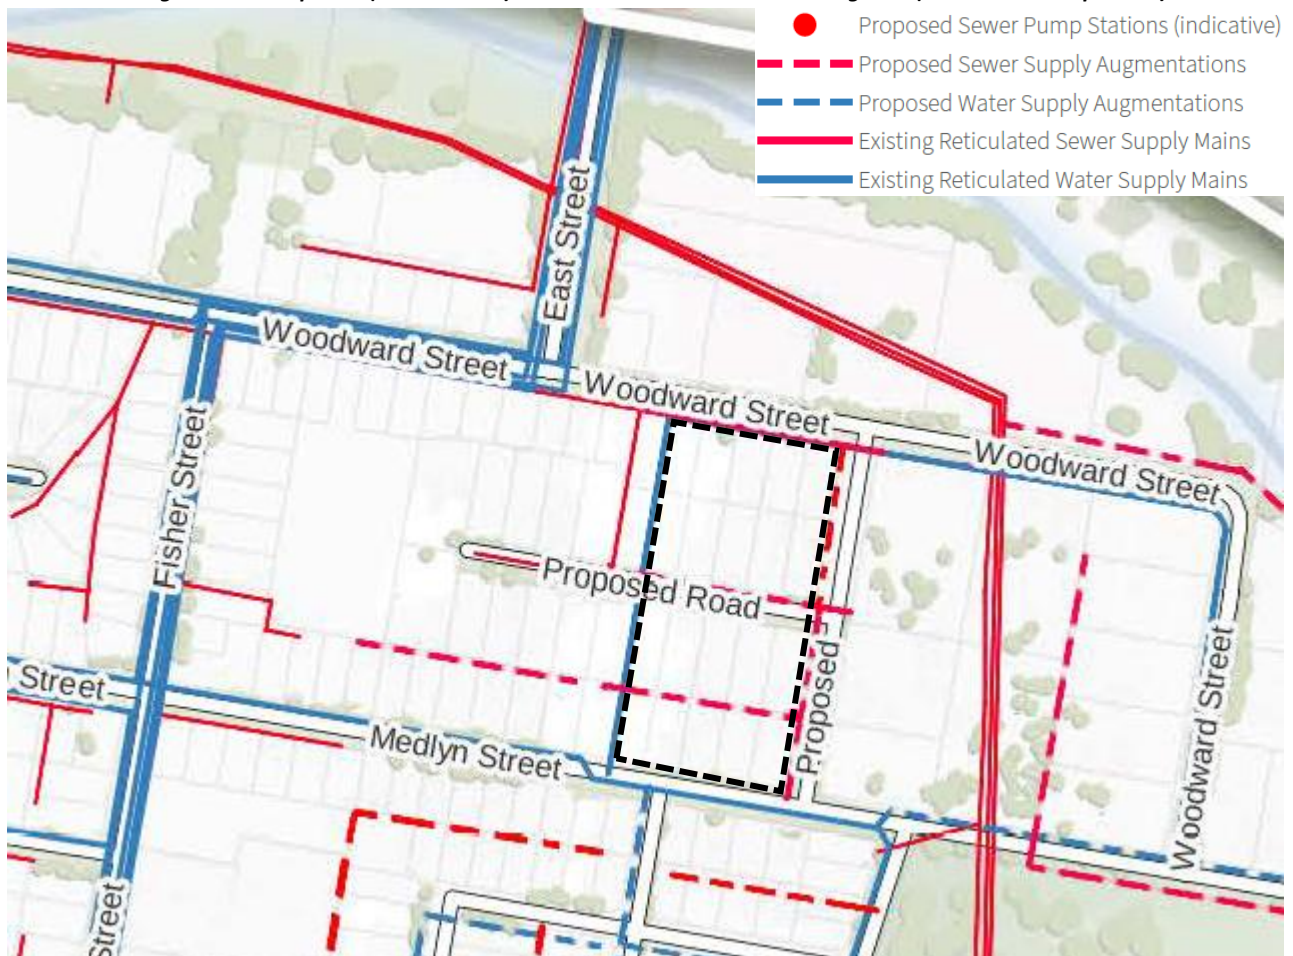 Proposed Sewer Pump Stations (indicative)
Proposed Sewer Supply Augmentations
Proposed Water Supply Augmentations
Existing Reticulated Sewer Supply Mains
Existing Reticulated Water Supply Mains
East Street
Woodward Street
Woodward Street
Woodward Street
Fisher Street
Proposed Road
Proposed
Woodward Street
Street
Medlyn Street
Street